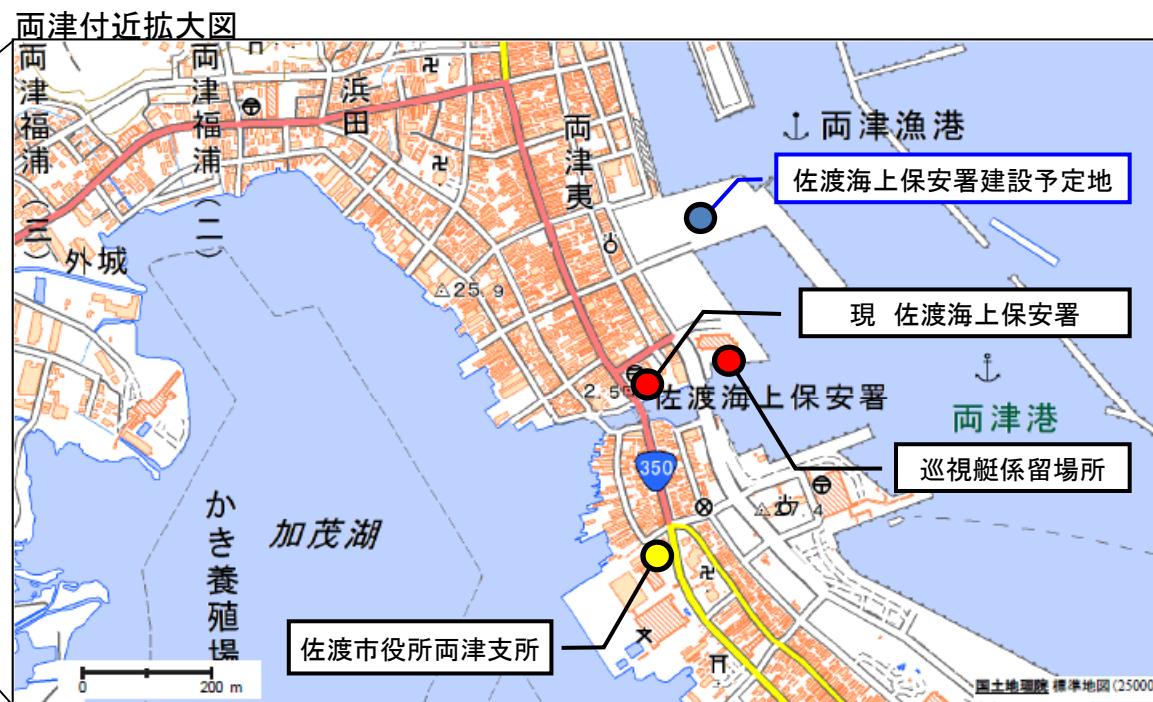 両津付近拡大図
両津福浦(三)
両津福浦(二)
浜田
両津夷
両津漁港
佐渡海上保安署建設予定地
外城
25.9
現 佐渡海上保安署
2.5
佐渡海上保安署
両津港
350
巡視艇係留場所
27.4
かき養殖場
加茂湖
佐渡市役所両津支所
0
200 m
国土地理院 標準地図(25000